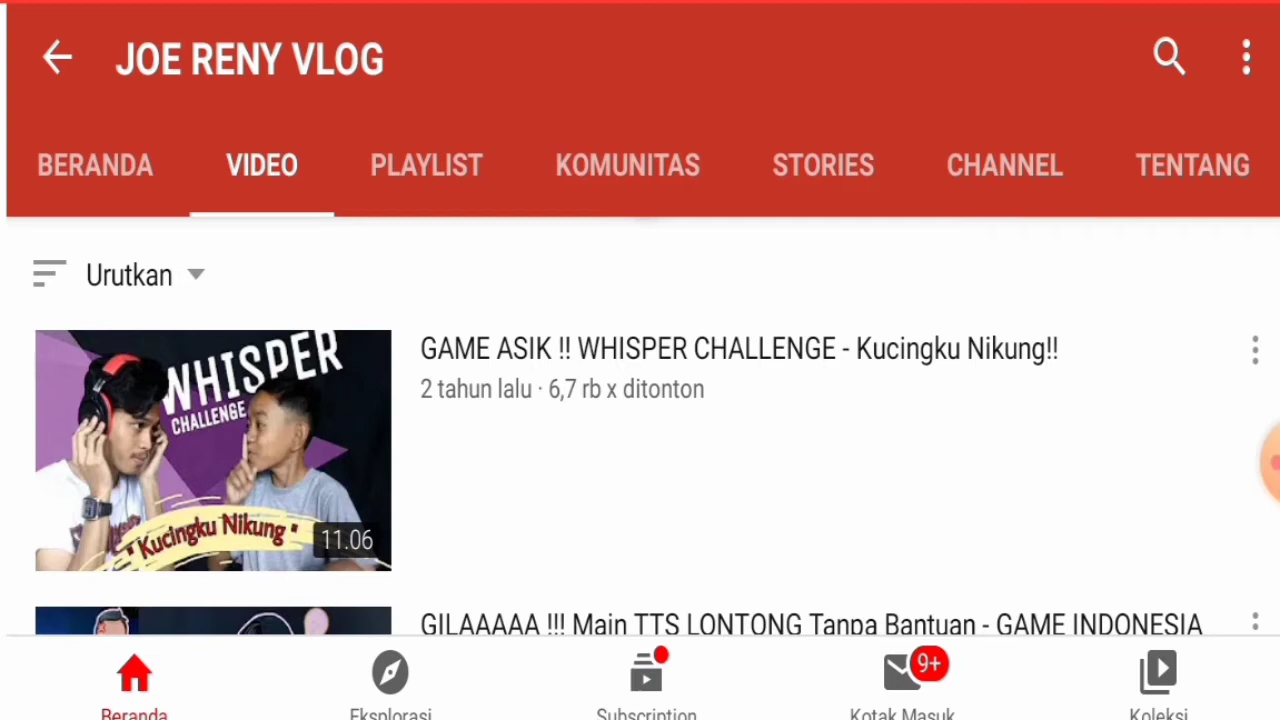 JOE RENY VLOG
BERANDA VIDEO PLAYLIST KOMUNITAS STORIES CHANNEL TENTANG
Urutkan
WHISPER
CHALLENGE
" Kucingku Nikung "
11.06
GAME ASIK !! WHISPER CHALLENGE - Kucingku Nikung!!
2 tahun lalu · 6,7 rb x ditonton
GILAAAAA !!! Main TTS LONTONG Tanpa Bantuan - GAME INDONESIA
9+
Beranda Eksplorasi Subscription Kotak Masuk Koleksi